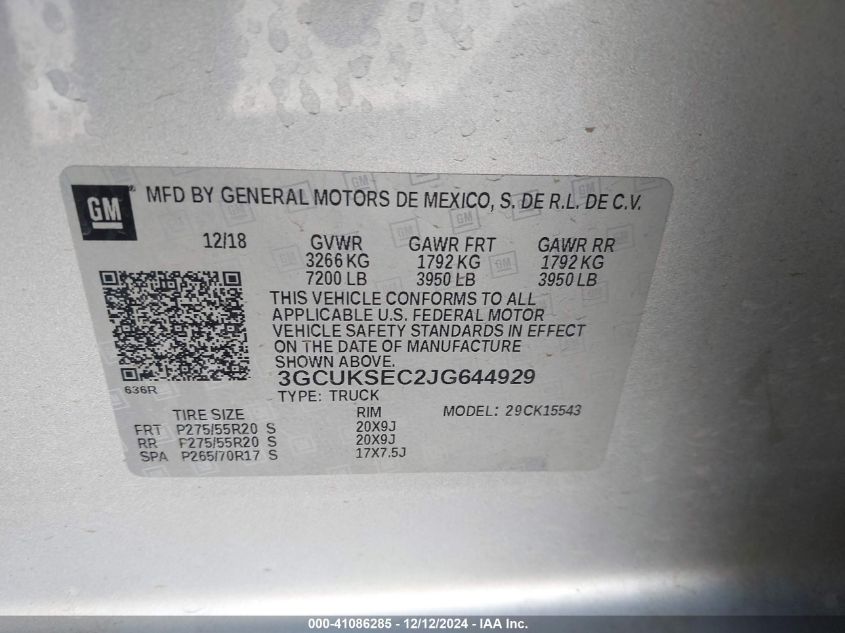 GM ® MFD BY GENERAL MOTORS DE MEXICO, S. DE R.L. DE C.V.
12/18 GVWR GAWR FRT GAWR RR
3266 KG 1792 KG 1792 KG
7200 LB 3950 LB 3950 LB
THIS VEHICLE CONFORMS TO ALL
APPLICABLE U.S. FEDERAL MOTOR
VEHICLE SAFETY STANDARDS IN EFFECT
ON THE DATE OF MANUFACTURE
SHOWN ABOVE.
3GCUKSEC2JG644929
636R
TYPE: TRUCK
TIRE SIZE RIM MODEL: 29CK15543
FRT P275/55R20 S 20X9J
RR P275/55R20 S 20X9J
SPA P265/70R17 S 17X7.5J
000-41086285 - 12/12/2024 - IAA Inc.